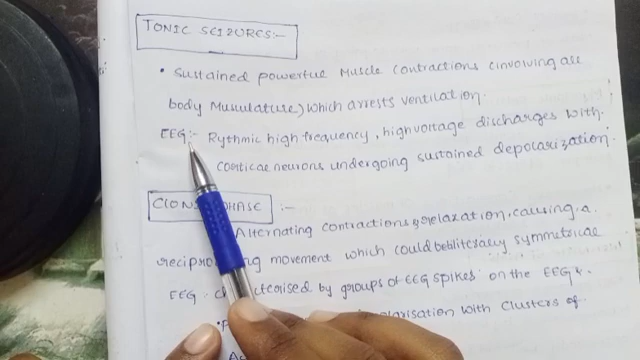 TONIC SEIZURES:-
• Sustained powerful Muscle contractions (involving all
body Musculature) which arrests ventilation.
EEG:- Rythmic high frequency, high voltage discharges with
cortical neurons undergoing sustained depolarization.
CLONIC PHASE :-
Alternating contractions & relaxation, causing a
reciprocating movement which could be biliterally symmetrical
EEG: characterised by groups of EEG spikes on the EEG &
with Clusters of